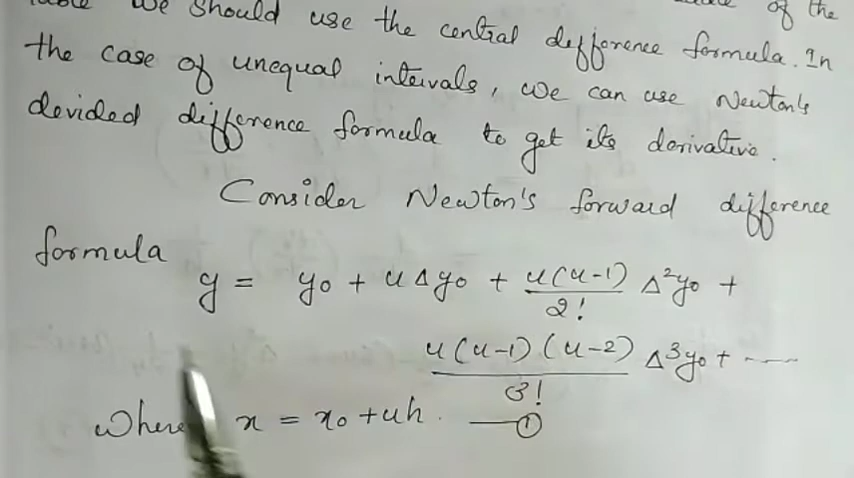 We should use the central difference formula. In
the case of unequal intervals, we can use Newton's
devided difference formula to get its derivative.
Consider Newton's forward difference
formula
y = y₀ + uΔy₀ + u(u-1)/2! Δ²y₀ +
u(u-1)(u-2)/3! Δ³y₀ + ----
where x = x₀ + uh. —①